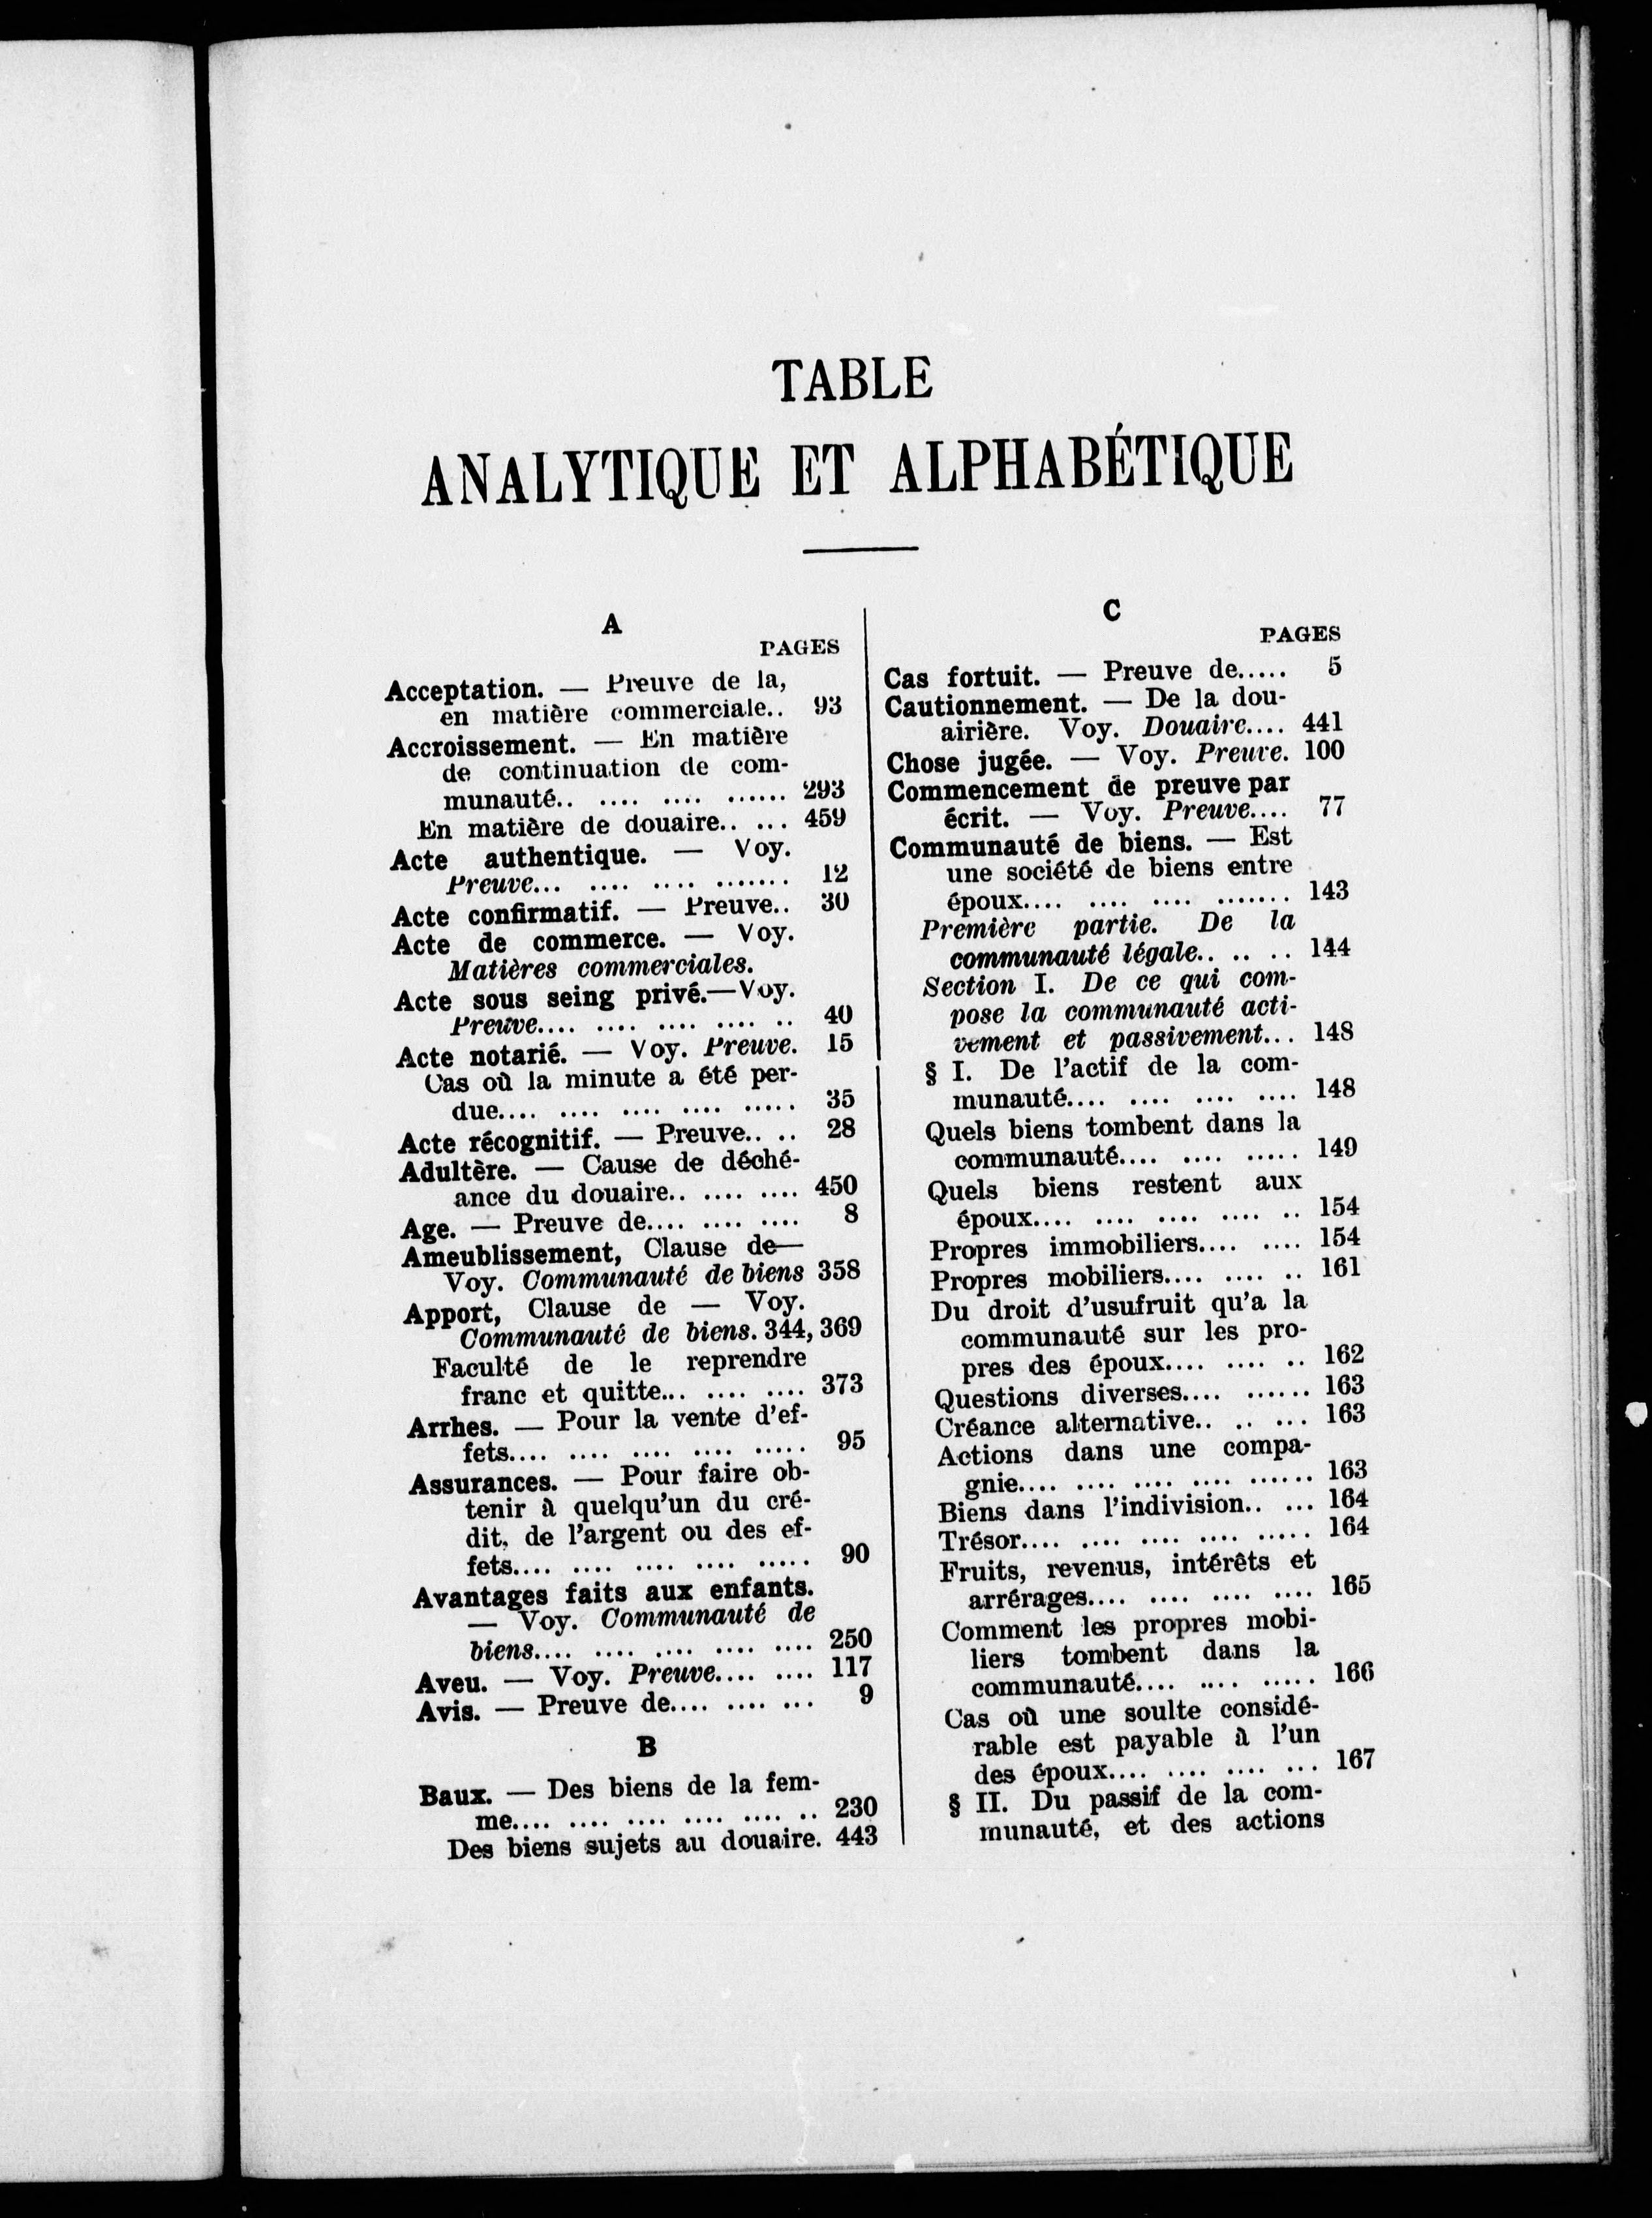 TABLE
ANALYTIQUE ET ALPHABÉTIQUE
A
PAGES
Acceptation. — Preuve de la,
en matière commerciale.. 93
Accroissement. — En matière
de continuation de com-
munauté.. .... .... ...... 293
En matière de douaire.. ... 459
Acte authentique. — Voy.
Preuve... .... .... ....... 12
Acte confirmatif. — Preuve.. 30
Acte de commerce. — Voy.
Matières commerciales.
Acte sous seing privé.—Voy.
Preuve.... .... .... .... .. 40
Acte notarié. — Voy. Preuve. 15
Cas où la minute a été per-
due.... .... .... .... ..... 35
Acte récognitif. — Preuve.. .. 28
Adultère. — Cause de déché-
ance du douaire.. .... .... 450
Age. — Preuve de.... .... .... 8
Ameublissement, Clause de—
Voy. Communauté de biens 358
Apport, Clause de — Voy.
Communauté de biens. 344, 369
Faculté de le reprendre
franc et quitte... .... .... 373
Arrhes. — Pour la vente d'ef-
fets.... .... .... .... ..... 95
Assurances. — Pour faire ob-
tenir à quelqu'un du cré-
dit, de l'argent ou des ef-
fets.... .... .... .... ..... 90
Avantages faits aux enfants.
— Voy. Communauté de
biens.... .... .... .... .... 250
Aveu. — Voy. Preuve.... .... 117
Avis. — Preuve de.... .... ... 9
B
Baux. — Des biens de la fem-
me.... .... .... .... .... .. 230
Des biens sujets au douaire. 443
C
PAGES
Cas fortuit. — Preuve de..... 5
Cautionnement. — De la dou-
airière. Voy. Douaire.... 441
Chose jugée. — Voy. Preuve. 100
Commencement de preuve par
écrit. — Voy. Preuve.... 77
Communauté de biens. — Est
une société de biens entre
époux.... .... .... ....... 143
Première partie. De la
communauté légale.. .. .. 144
Section I. De ce qui com-
pose la communauté acti-
vement et passivement... 148
§ I. De l'actif de la com-
munauté.... .... .... .... 148
Quels biens tombent dans la
communauté.... .... ..... 149
Quels biens restent aux
époux.... .... .... .... .. 154
Propres immobiliers.... .... 154
Propres mobiliers.... .... .. 161
Du droit d'usufruit qu'a la
communauté sur les pro-
pres des époux.... .... .. 162
Questions diverses.... ...... 163
Créance alternative.. .. ... 163
Actions dans une compa-
gnie.... .... .... .... ...... 163
Biens dans l'indivision.. ... 164
Trésor.... .... .... .... ..... 164
Fruits, revenus, intérêts et
arrérages.... .... .... .... 165
Comment les propres mobi-
liers tombent dans la
communauté.... .... ..... 166
Cas où une soulte considé-
rable est payable à l'un
des époux.... .... .... ... 167
§ II. Du passif de la com-
munauté, et des actions